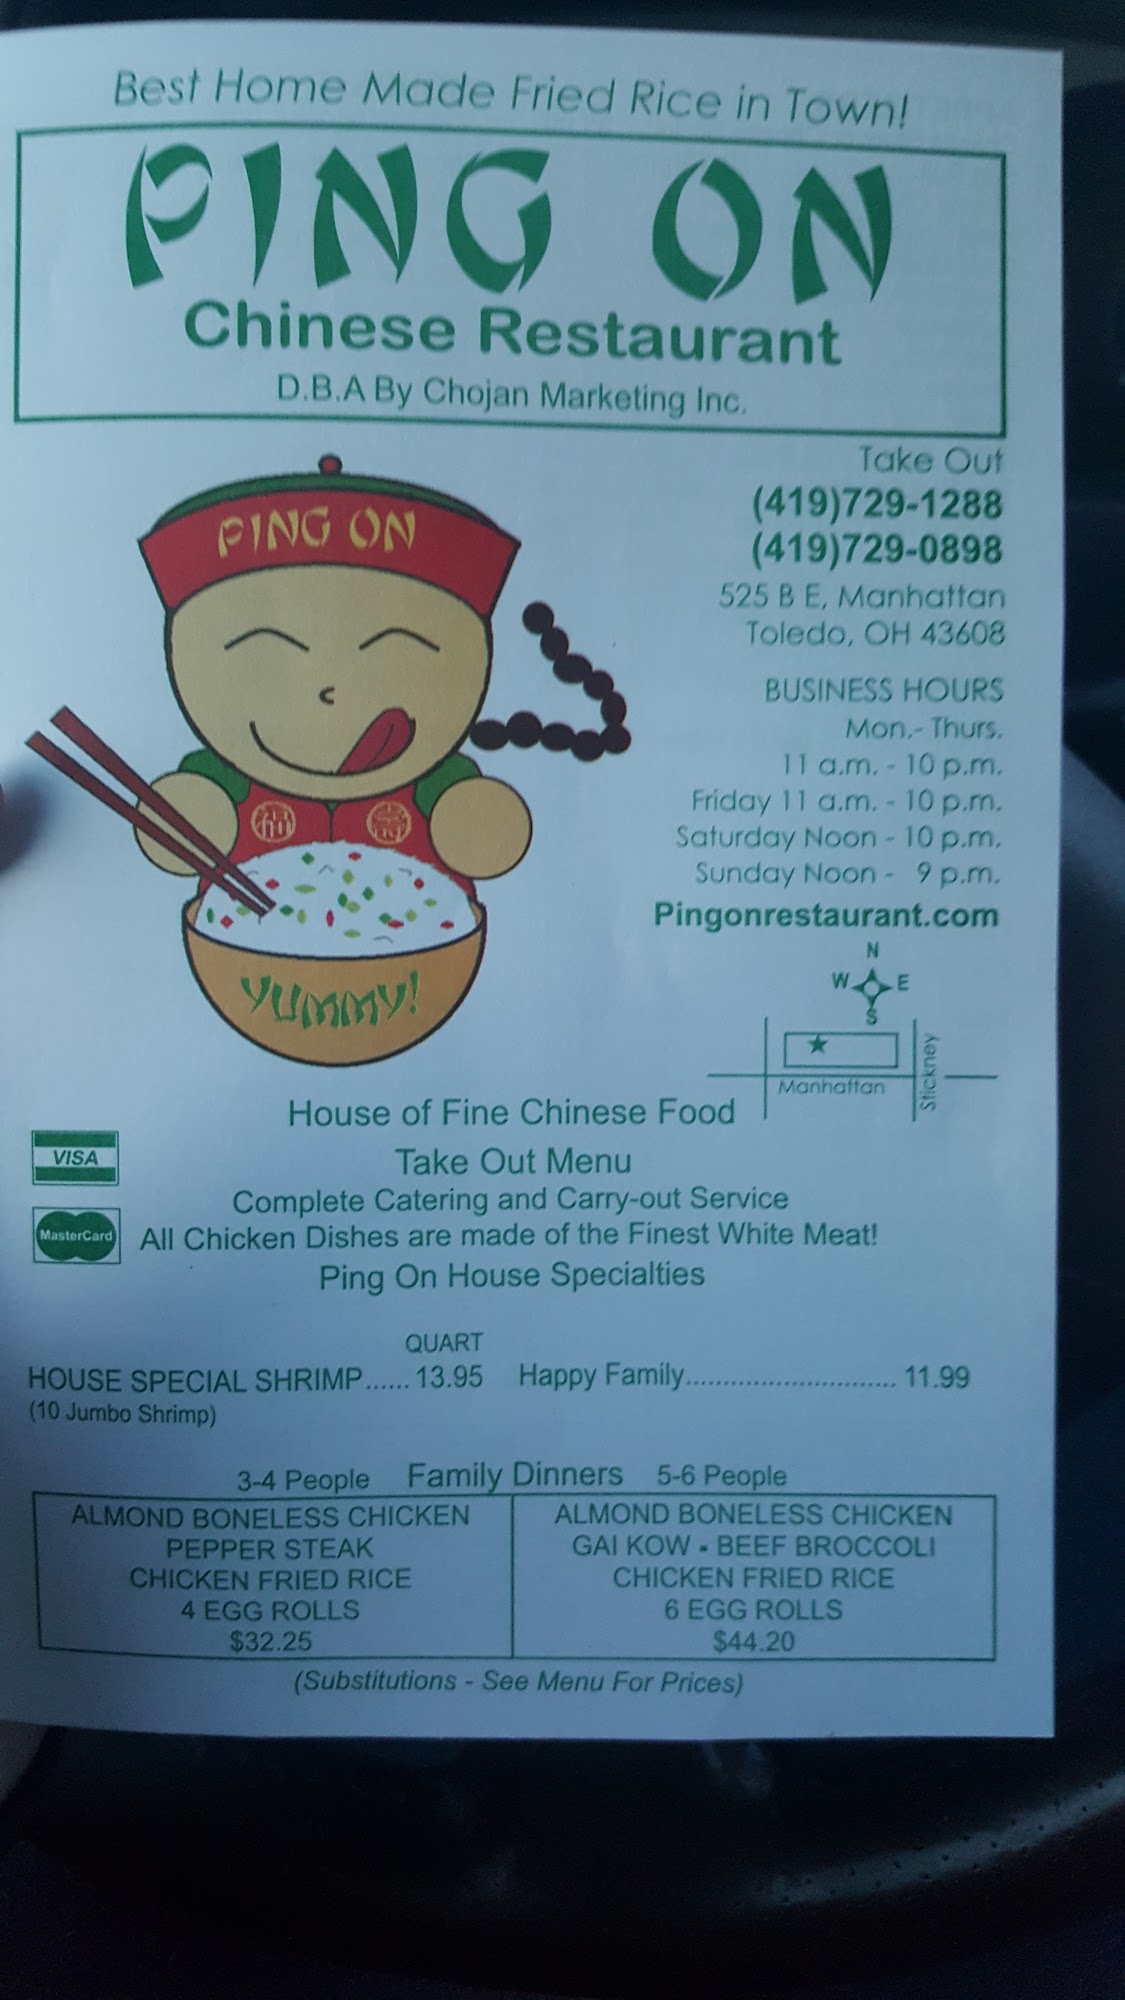 Best Home Made Fried Rice in Town!
PING ON
Chinese Restaurant
D.B.A By Chojan Marketing Inc.
Take Out
(419)729-1288
(419)729-0898
525 B E, Manhattan
Toledo, OH 43608
BUSINESS HOURS
Mon.- Thurs.
11 a.m. - 10 p.m.
Friday 11 a.m. - 10 p.m.
Saturday Noon - 10 p.m.
Sunday Noon - 9 p.m.
Pingonrestaurant.com
PING ON
福 壽
YUMMY!
N
W E
S
Manhattan
Stickney
House of Fine Chinese Food
VISA
Take Out Menu
Complete Catering and Carry-out Service
MasterCard
All Chicken Dishes are made of the Finest White Meat!
Ping On House Specialties
QUART
HOUSE SPECIAL SHRIMP...... 13.95 Happy Family............................ 11.99
(10 Jumbo Shrimp)
3-4 People Family Dinners 5-6 People
ALMOND BONELESS CHICKEN
PEPPER STEAK
CHICKEN FRIED RICE
4 EGG ROLLS
$32.25
ALMOND BONELESS CHICKEN
GAI KOW - BEEF BROCCOLI
CHICKEN FRIED RICE
6 EGG ROLLS
$44.20
(Substitutions - See Menu For Prices)